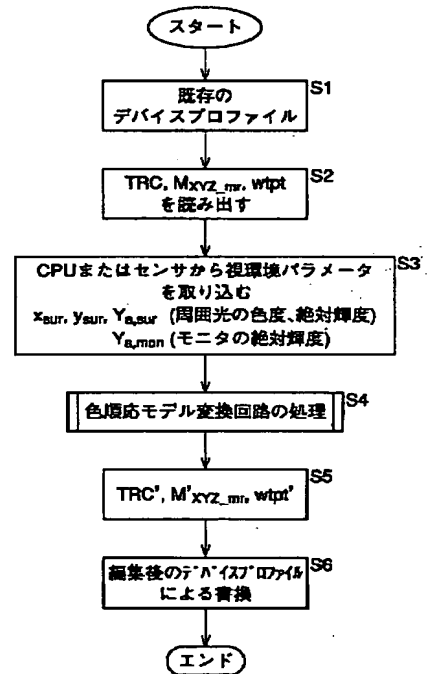 スタート
S1
既存の
デバイスプロファイル
S2
TRC, M_XYZ_mr, wtpt
を読み出す
S3
CPUまたはセンサから視環境パラメータ
を取り込む
x_sur, y_sur, Y_a,sur (周囲光の色度、絶対輝度)
Y_a,mon (モニタの絶対輝度)
S4
色順応モデル変換回路の処理
S5
TRC', M'_XYZ_mr, wtpt'
S6
編集後のデバイスプロファイル
による書換
エンド